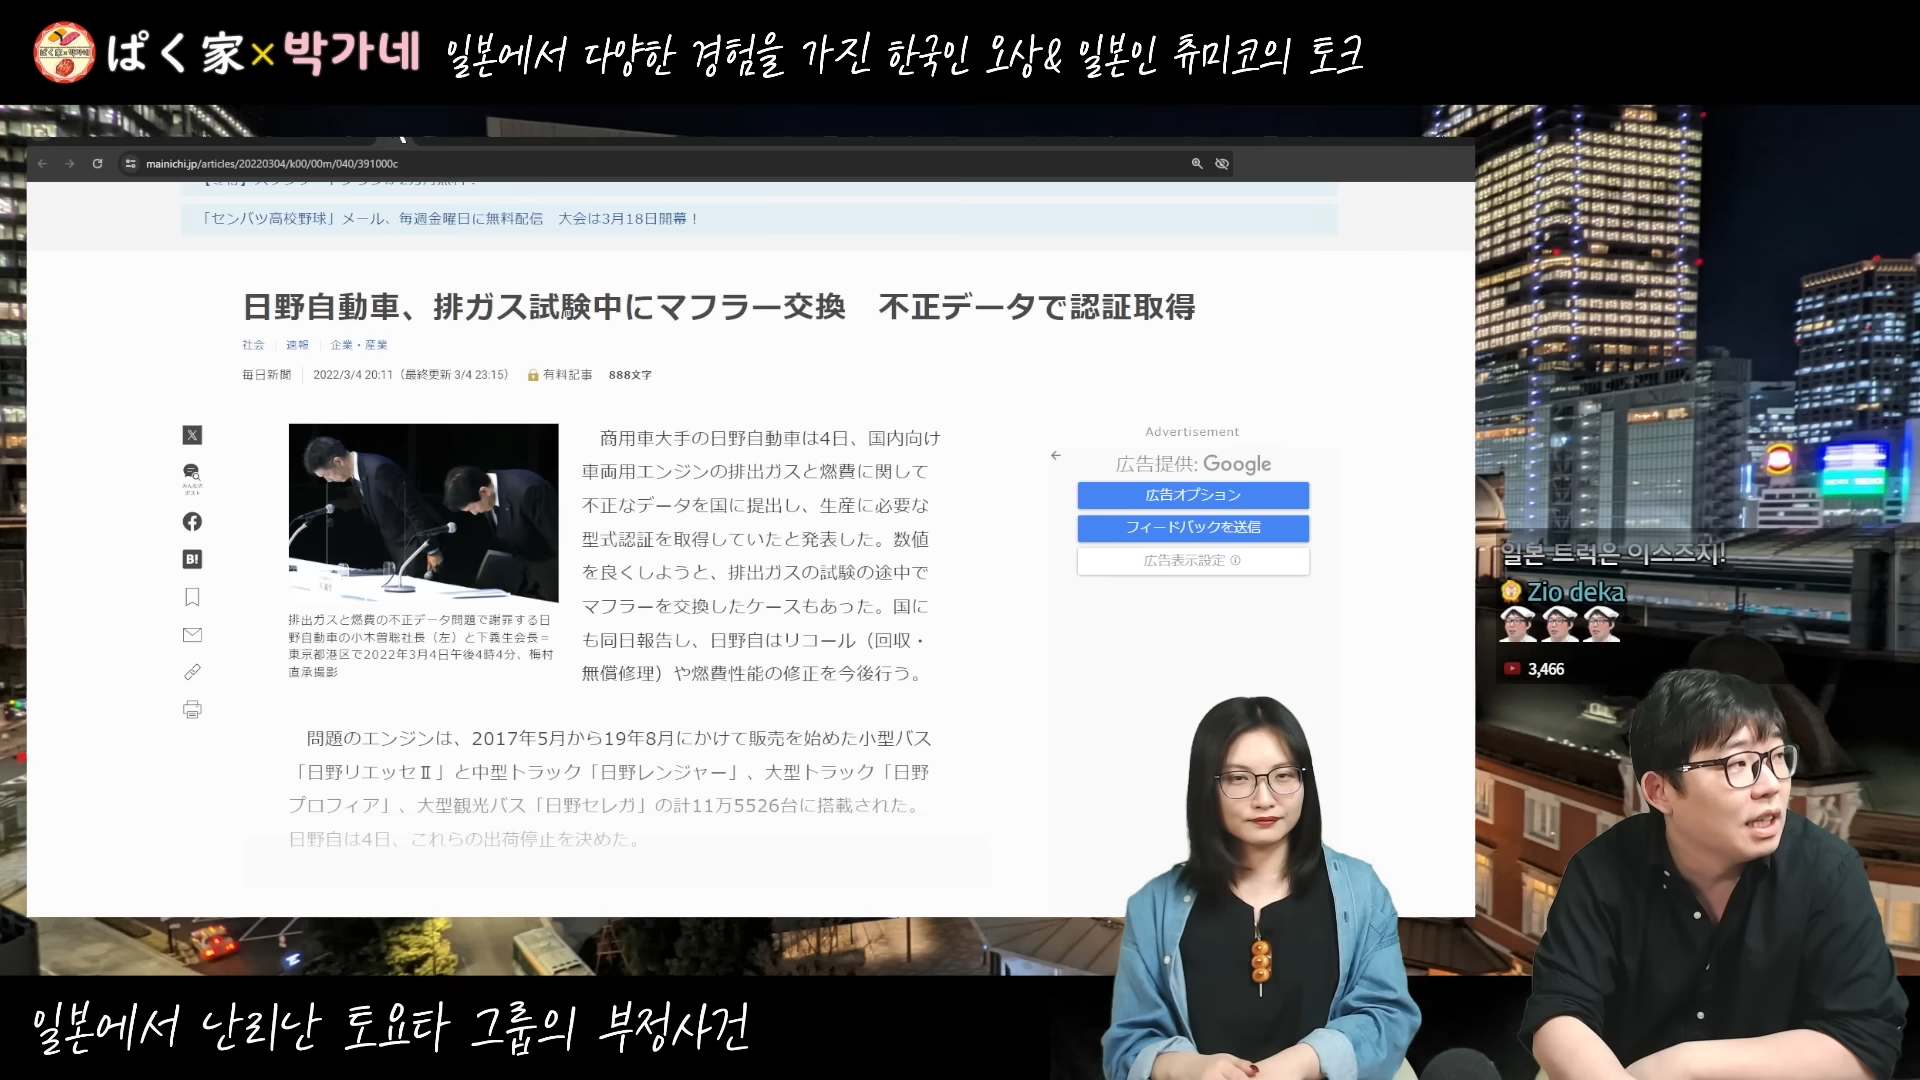 ぱく家×박가네 일본에서 다양한 경험을 가진 한국인 오상& 일본인 츄미코의 토크
mainichi.jp/articles/20220304/k00/00m/040/391000c
「センバツ高校野球」メール、毎週金曜日に無料配信　大会は3月18日開幕！
日野自動車、排ガス試験中にマフラー交換　不正データで認証取得
社会 速報 企業・産業
毎日新聞 2022/3/4 20:11（最終更新 3/4 23:15） 有料記事 888文字
商用車大手の日野自動車は4日、国内向け
車両用エンジンの排出ガスと燃費に関して
不正なデータを国に提出し、生産に必要な
型式認証を取得していたと発表した。数値
を良くしようと、排出ガスの試験の途中で
マフラーを交換したケースもあった。国に
も同日報告し、日野自はリコール（回収・
無償修理）や燃費性能の修正を今後行う。
排出ガスと燃費の不正データ問題で謝罪する日
野自動車の小木曽聡社長（左）と下義生会長＝
東京都港区で2022年3月4日午後4時4分、梅村
直承撮影
問題のエンジンは、2017年5月から19年8月にかけて販売を始めた小型バス
「日野リエッセⅡ」と中型トラック「日野レンジャー」、大型トラック「日野
プロフィア」、大型観光バス「日野セレガ」の計11万5526台に搭載された。
日野自は4日、これらの出荷停止を決めた。
B!
Advertisement
広告提供: Google
広告オプション
フィードバックを送信
広告表示設定
일본 트럭은 이스즈지!
Zio deka
3,466
일본에서 난리난 토요타 그룹의 부정사건